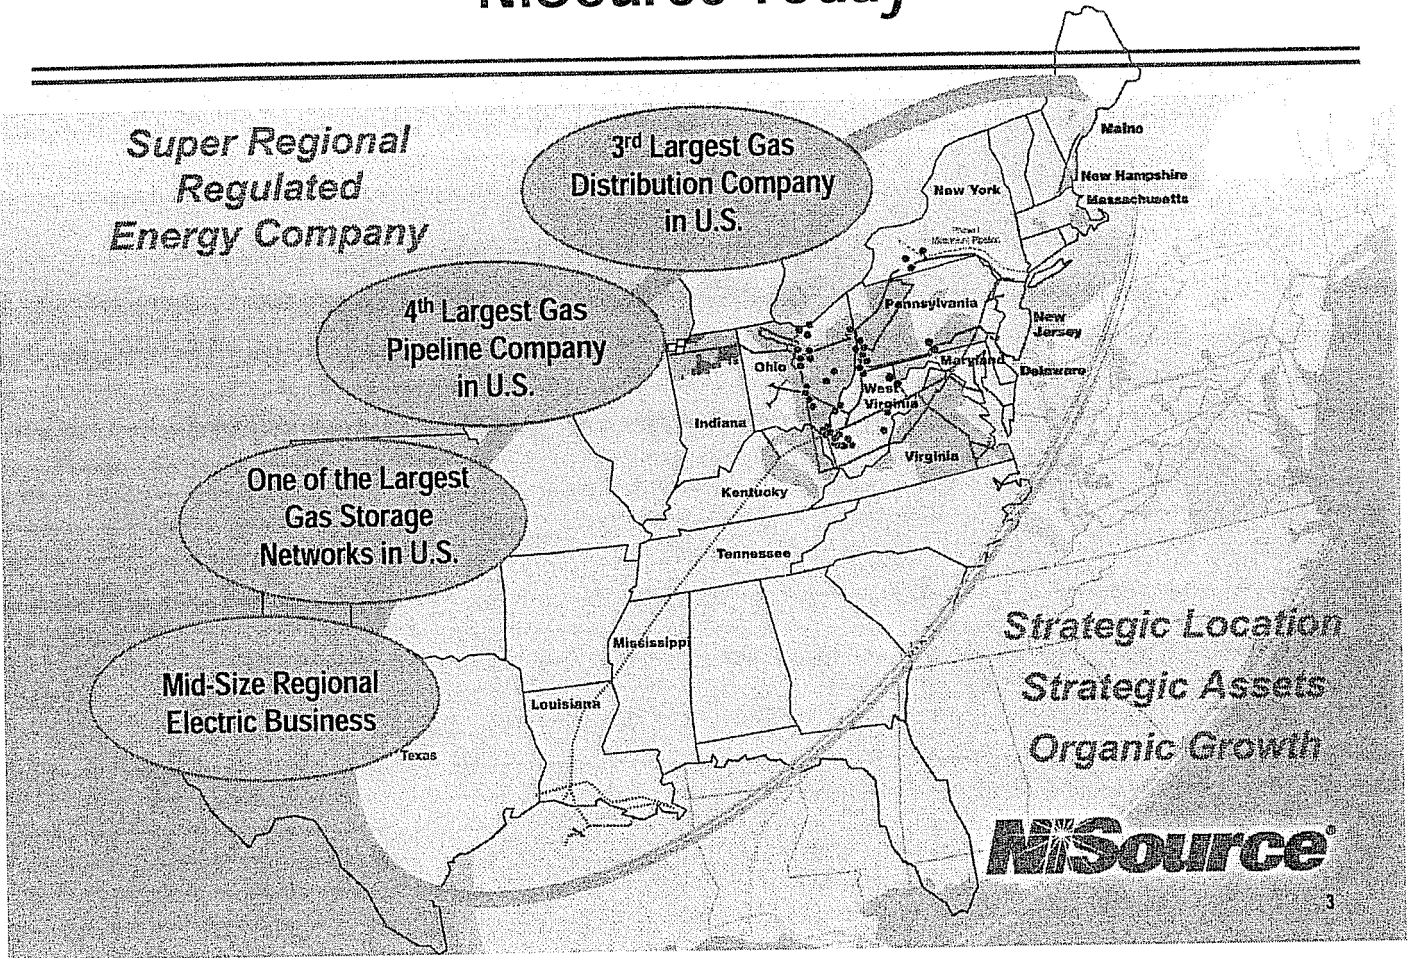 NiSource Today
Super Regional
Regulated
Energy Company
3rd Largest Gas
Distribution Company
in U.S.
4th Largest Gas
Pipeline Company
in U.S.
One of the Largest
Gas Storage
Networks in U.S.
Mid-Size Regional
Electric Business
Maine
New Hampshire
Massachusetts
New York
Pennsylvania
New
Jersey
Maryland
Delaware
Ohio
West
Virginia
Indiana
Virginia
Kentucky
Tennessee
Mississippi
Louisiana
Texas
Strategic Location
Strategic Assets
Organic Growth
NiSource®
3